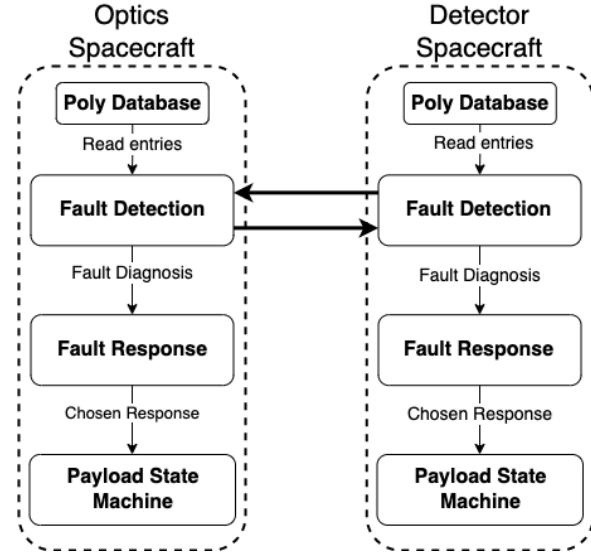 Optics
Spacecraft
Poly Database
Read entries
Fault Detection
Fault Diagnosis
Fault Response
Chosen Response
Payload State
Machine
Detector
Spacecraft
Poly Database
Read entries
Fault Detection
Fault Diagnosis
Fault Response
Chosen Response
Payload State
Machine